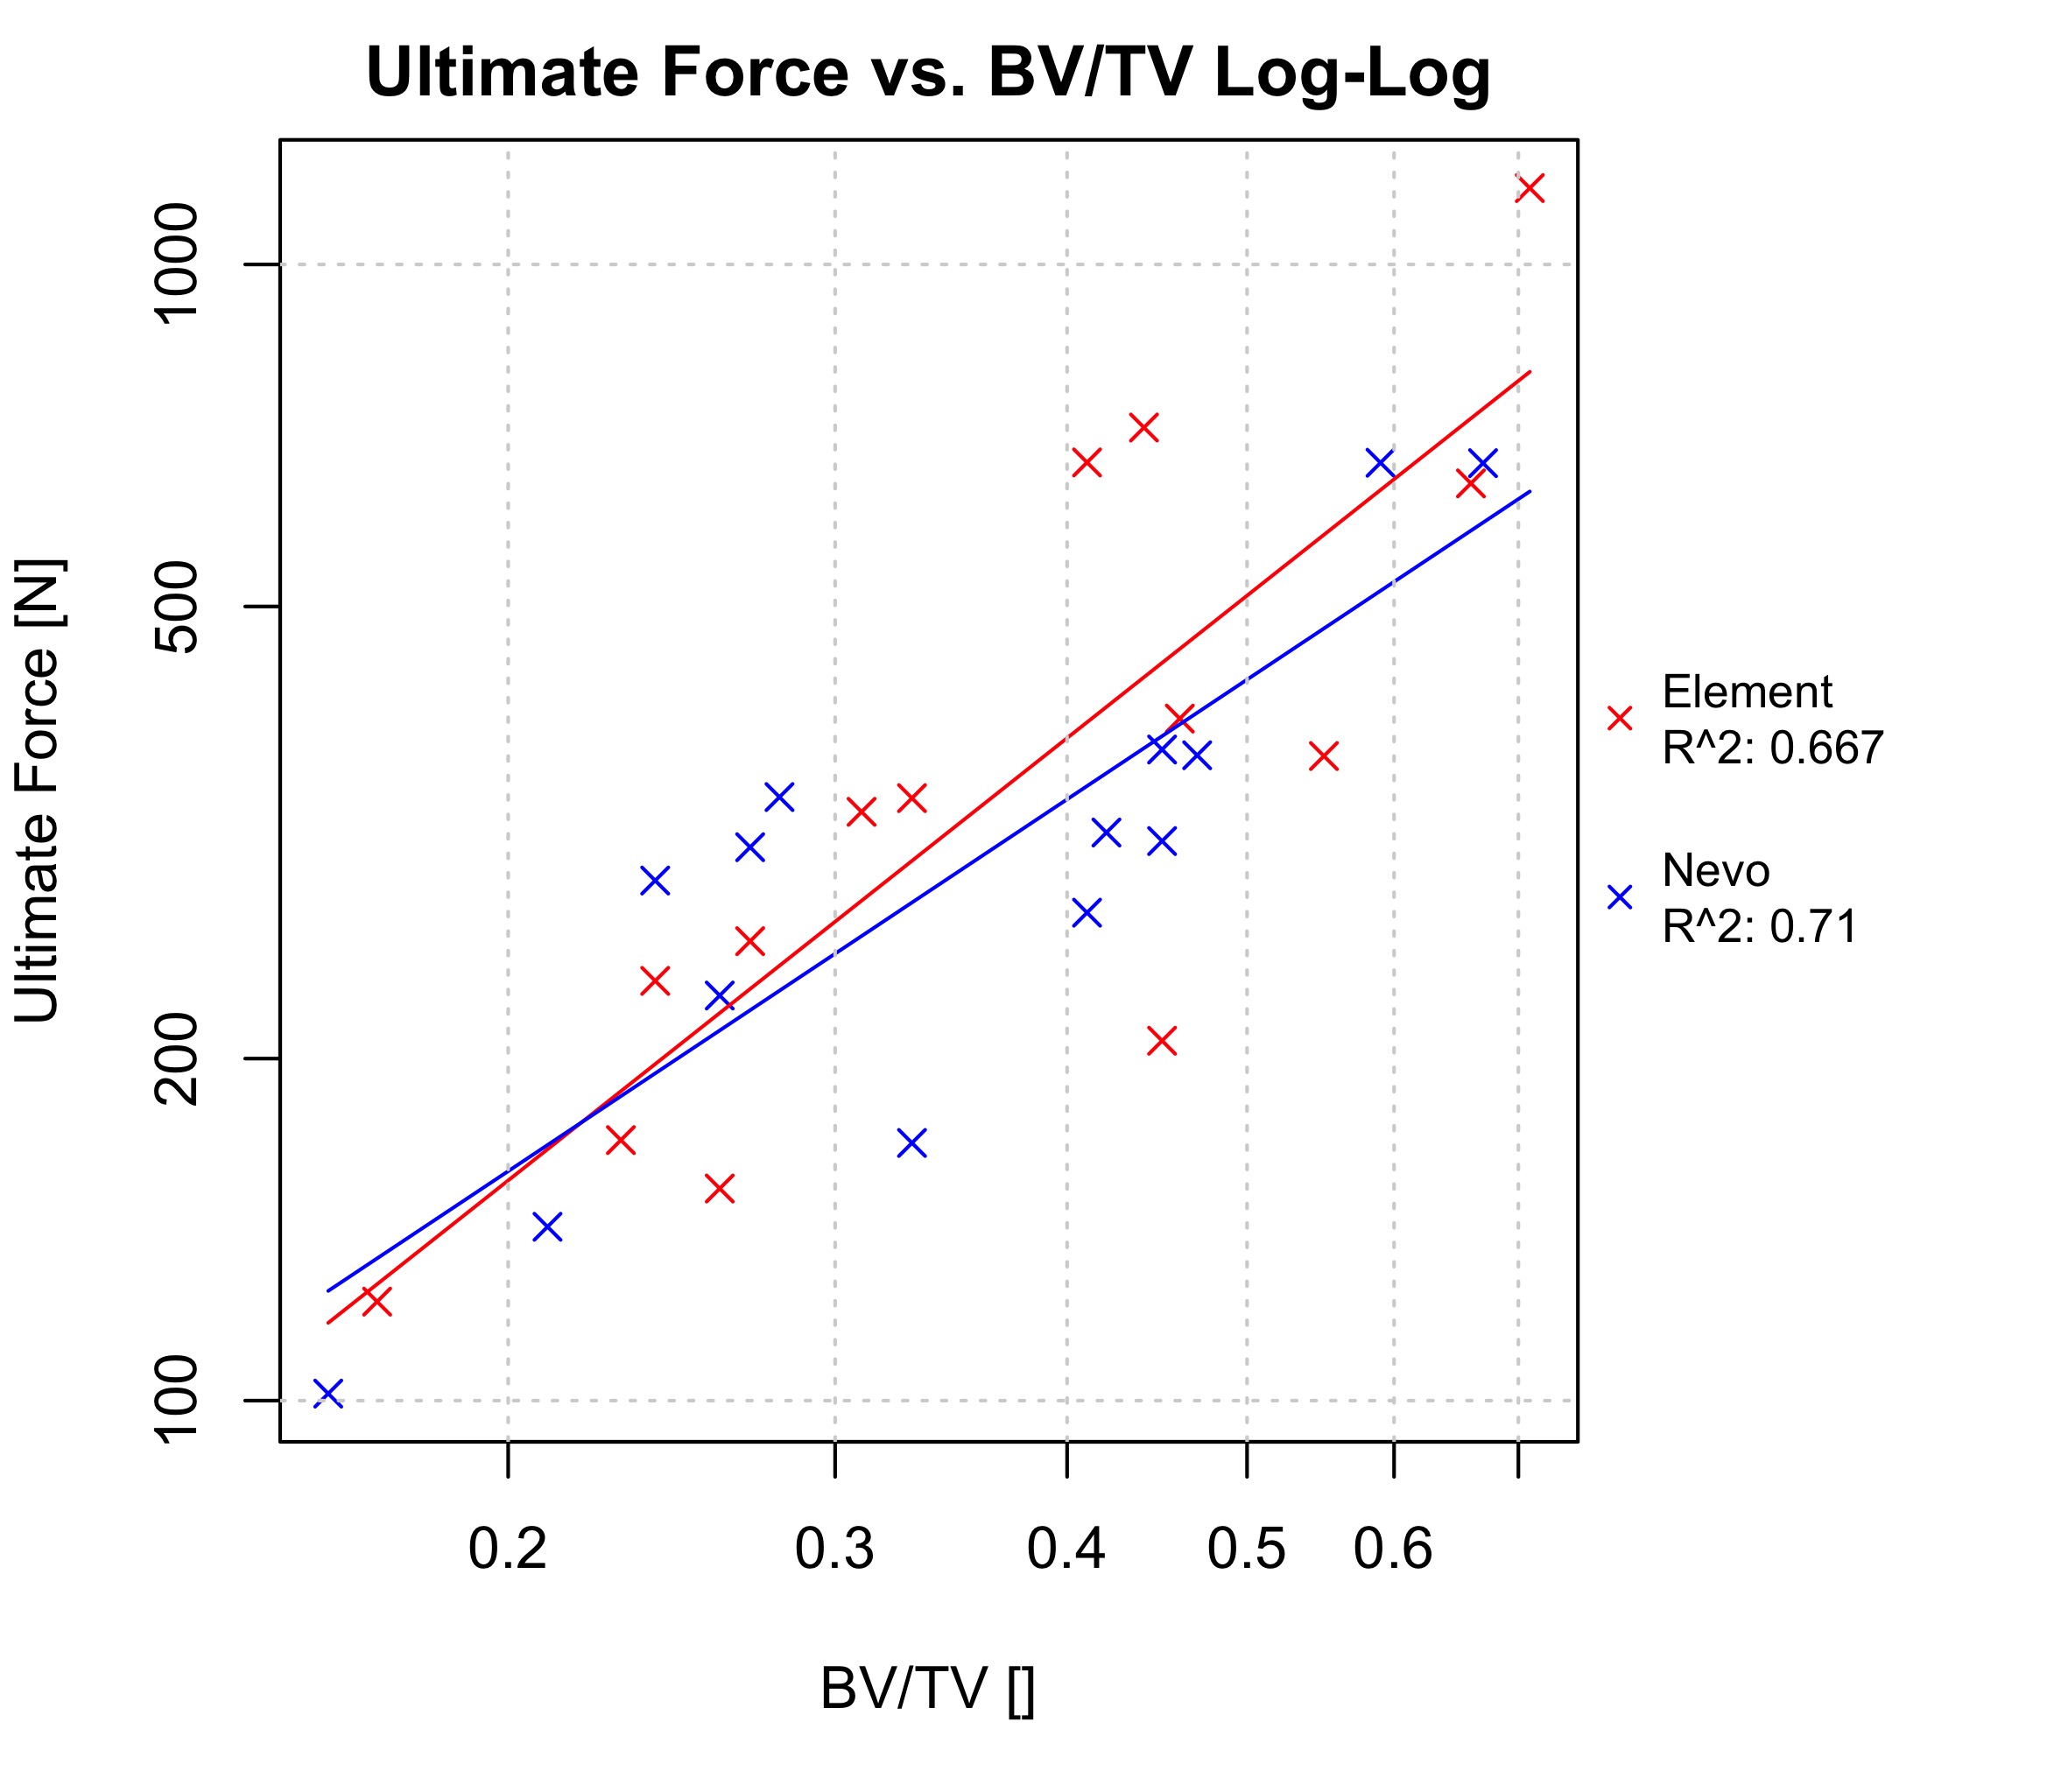 Ultimate Force vs. BV/TV Log-Log
Ultimate Force [N]
1000
500
200
100
0.2 0.3 0.4 0.5 0.6
BV/TV []
Element
R^2: 0.667
Nevo
R^2: 0.71